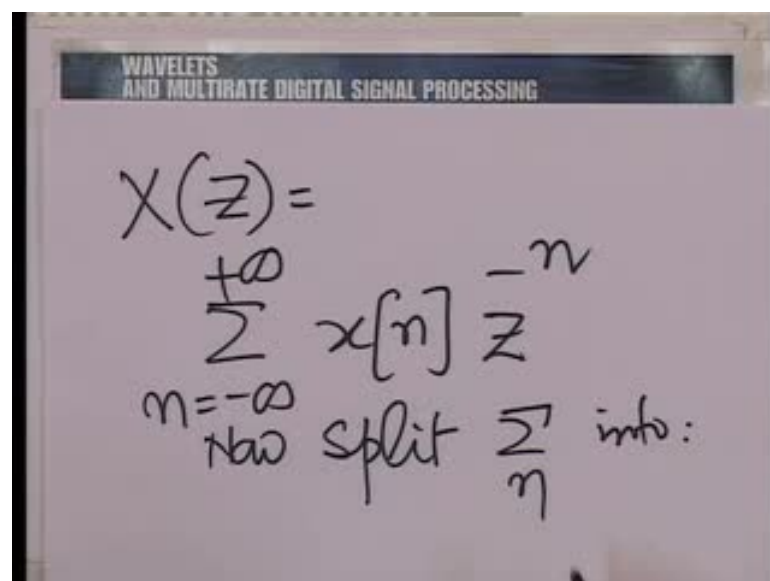 WAVELETS
AND MULTIRATE DIGITAL SIGNAL PROCESSING
X(Z)=
+∞
Σ x[n] z^{-n}
n=-∞
Now split Σ into:
n